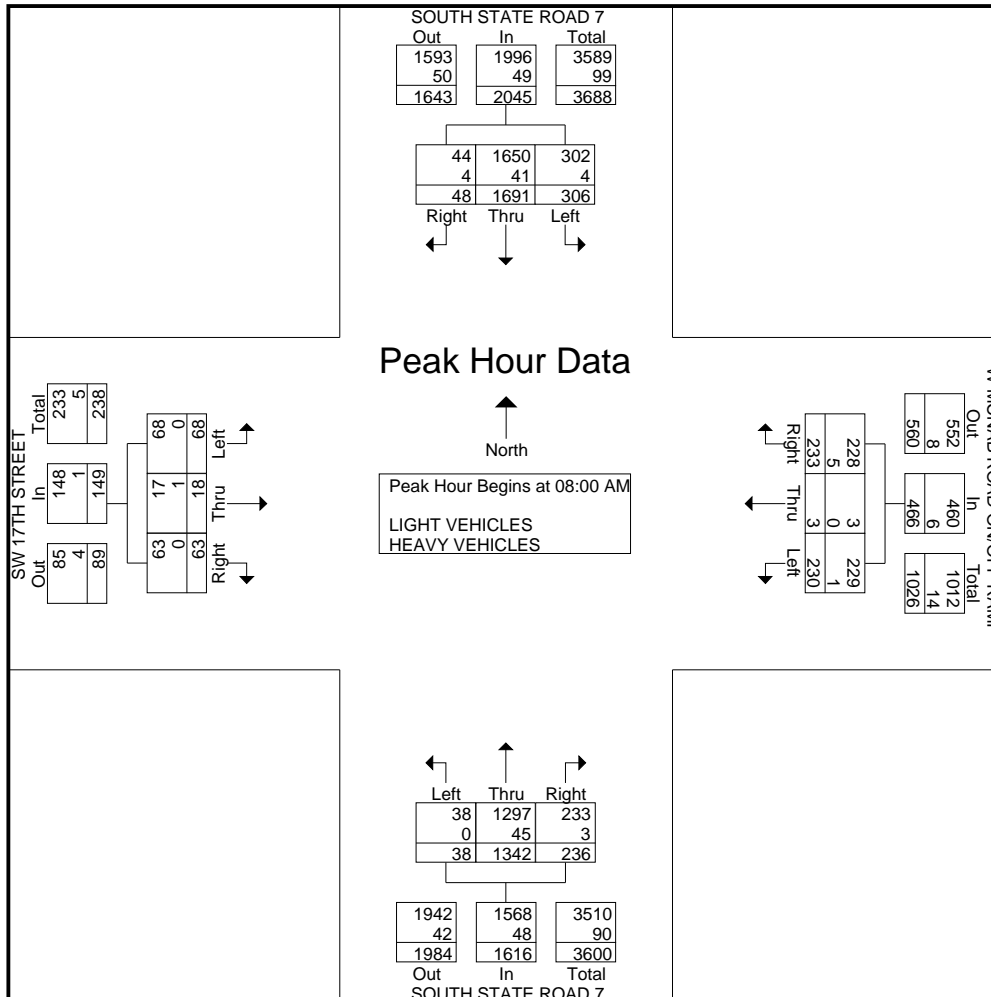 SOUTH STATE ROAD 7
Out In Total
1593 1996 3589
50 49 99
1643 2045 3688
44 1650 302
4 41 4
48 1691 306
Right Thru Left
Peak Hour Data
North
Peak Hour Begins at 08:00 AM
LIGHT VEHICLES
HEAVY VEHICLES
SW 17TH STREET
Out In Total
85 148 233
4 1 5
89 149 238
63 17 68
0 1 0
63 18 68
Right Thru Left
Out In Total
552 460 1012
8 6 14
560 466 1026
228 3 229
5 0 1
233 3 230
Right Thru Left
Left Thru Right
38 1297 233
0 45 3
38 1342 236
1942 1568 3510
42 48 90
1984 1616 3600
Out In Total
SOUTH STATE ROAD 7